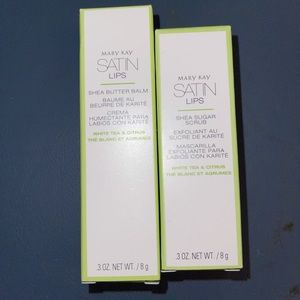 MARY KAY
SATIN
LIPS
SHEA BUTTER BALM
BAUME AU
BEURRE DE KARITÉ
CREMA
HUMECTANTE PARA
LABIOS CON KARITÉ
WHITE TEA & CITRUS
THÉ BLANC ET AGRUMES
.3 OZ. NET WT. / 8 g
MARY KAY
SATIN
LIPS
SHEA SUGAR
SCRUB
EXFOLIANT AU
SUCRE DE KARITÉ
MASCARILLA
EXFOLIANTE PARA
LABIOS CON KARITÉ
WHITE TEA & CITRUS
THÉ BLANC ET AGRUMES
.3 OZ. NET WT. / 8 g